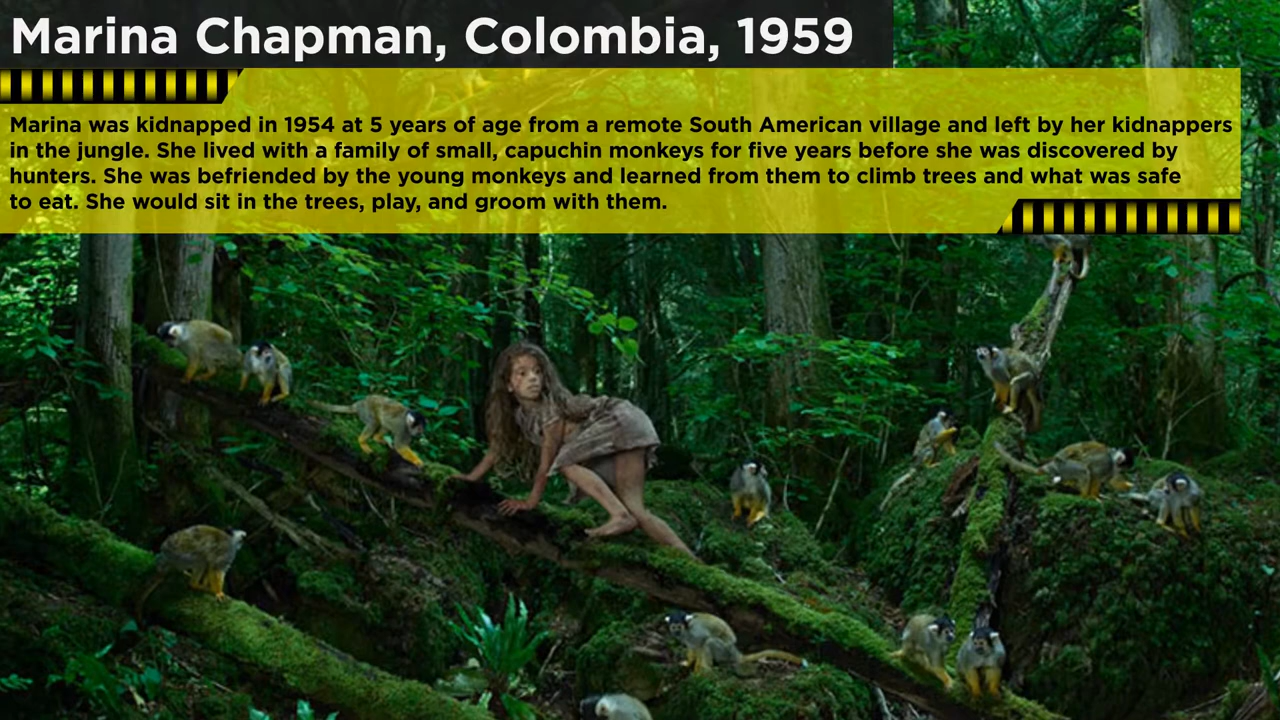 Marina Chapman, Colombia, 1959
Marina was kidnapped in 1954 at 5 years of age from a remote South American village and left by her kidnappers
in the jungle. She lived with a family of small, capuchin monkeys for five years before she was discovered by
hunters. She was befriended by the young monkeys and learned from them to climb trees and what was safe
to eat. She would sit in the trees, play, and groom with them.